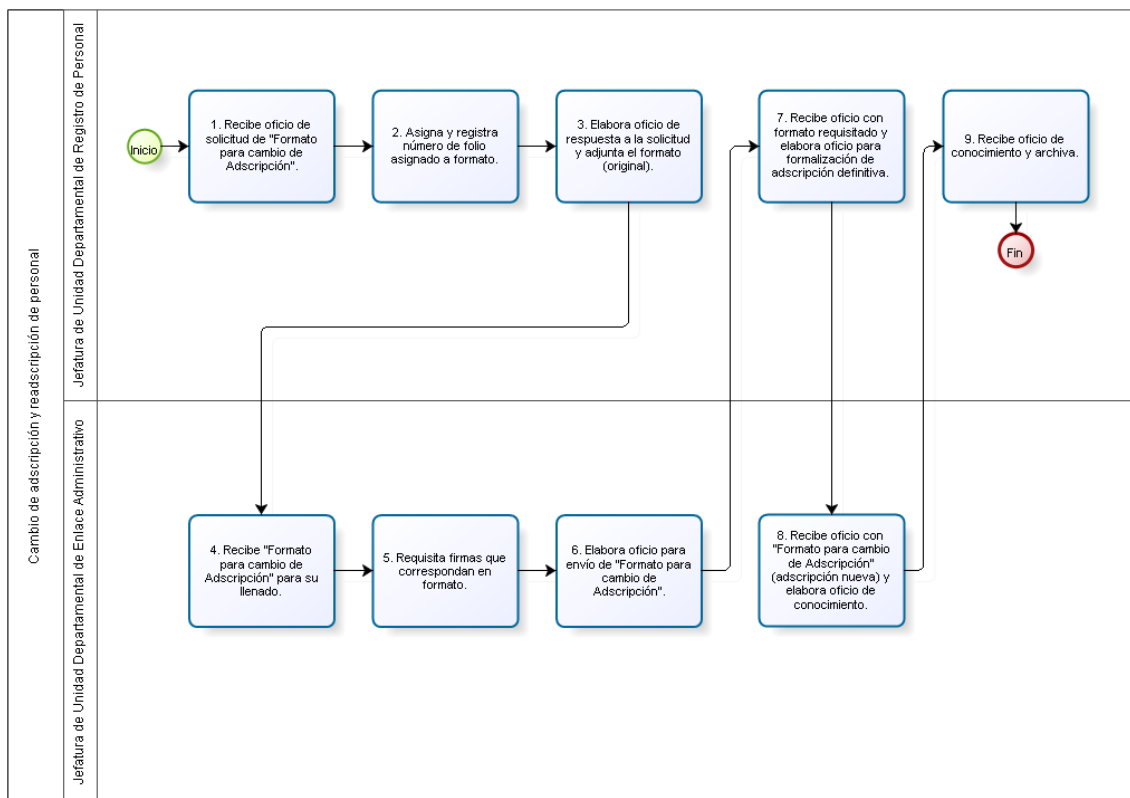 Cambio de adscripción y readscripción de personal
Jefatura de Unidad Departamental de Registro de Personal
Inicio
1. Recibe oficio de
solicitud de "Formato
para cambio de
Adscripción".
2. Asigna y registra
número de folio
asignado a formato.
3. Elabora oficio de
respuesta a la solicitud
y adjunta el formato
(original).
7. Recibe oficio con
formato requisitado y
elabora oficio para
formalización de
adscripción definitiva.
9. Recibe oficio de
conocimiento y archiva.
Fin
Jefatura de Unidad Departamental de Enlace Administrativo
4. Recibe "Formato
para cambio de
Adscripción" para su
llenado.
5. Requisita firmas que
correspondan en
formato.
6. Elabora oficio para
envío de "Formato para
cambio de
Adscripción".
8. Recibe oficio con
"Formato para cambio
de Adscripción"
(adscripción nueva) y
elabora oficio de
conocimiento.